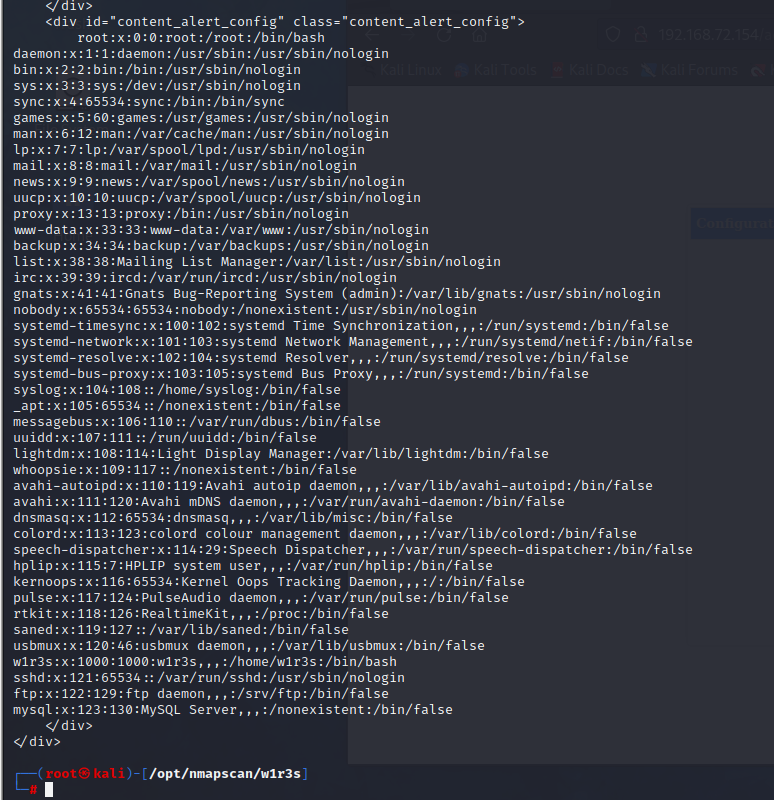 </div>
<div id="content_alert_config" class="content_alert_config">
root:x:0:0:root:/root:/bin/bash
daemon:x:1:1:daemon:/usr/sbin:/usr/sbin/nologin
bin:x:2:2:bin:/bin:/usr/sbin/nologin
sys:x:3:3:sys:/dev:/usr/sbin/nologin
sync:x:4:65534:sync:/bin:/bin/sync
games:x:5:60:games:/usr/games:/usr/sbin/nologin
man:x:6:12:man:/var/cache/man:/usr/sbin/nologin
lp:x:7:7:lp:/var/spool/lpd:/usr/sbin/nologin
mail:x:8:8:mail:/var/mail:/usr/sbin/nologin
news:x:9:9:news:/var/spool/news:/usr/sbin/nologin
uucp:x:10:10:uucp:/var/spool/uucp:/usr/sbin/nologin
proxy:x:13:13:proxy:/bin:/usr/sbin/nologin
www-data:x:33:33:www-data:/var/www:/usr/sbin/nologin
backup:x:34:34:backup:/var/backups:/usr/sbin/nologin
list:x:38:38:Mailing List Manager:/var/list:/usr/sbin/nologin
irc:x:39:39:ircd:/var/run/ircd:/usr/sbin/nologin
gnats:x:41:41:Gnats Bug-Reporting System (admin):/var/lib/gnats:/usr/sbin/nologin
nobody:x:65534:65534:nobody:/nonexistent:/usr/sbin/nologin
systemd-timesync:x:100:102:systemd Time Synchronization,,,:/run/systemd:/bin/false
systemd-network:x:101:103:systemd Network Management,,,:/run/systemd/netif:/bin/false
systemd-resolve:x:102:104:systemd Resolver,,,:/run/systemd/resolve:/bin/false
systemd-bus-proxy:x:103:105:systemd Bus Proxy,,,:/run/systemd:/bin/false
syslog:x:104:108::/home/syslog:/bin/false
_apt:x:105:65534::/nonexistent:/bin/false
messagebus:x:106:110::/var/run/dbus:/bin/false
uuidd:x:107:111::/run/uuidd:/bin/false
lightdm:x:108:114:Light Display Manager:/var/lib/lightdm:/bin/false
whoopsie:x:109:117::/nonexistent:/bin/false
avahi-autoipd:x:110:119:Avahi autoip daemon,,,:/var/lib/avahi-autoipd:/bin/false
avahi:x:111:120:Avahi mDNS daemon,,,:/var/run/avahi-daemon:/bin/false
dnsmasq:x:112:65534:dnsmasq,,,:/var/lib/misc:/bin/false
colord:x:113:123:colord colour management daemon,,,:/var/lib/colord:/bin/false
speech-dispatcher:x:114:29:Speech Dispatcher,,,:/var/run/speech-dispatcher:/bin/false
hplip:x:115:7:HPLIP system user,,,:/var/run/hplip:/bin/false
kernoops:x:116:65534:Kernel Oops Tracking Daemon,,,:/:/bin/false
pulse:x:117:124:PulseAudio daemon,,,:/var/run/pulse:/bin/false
rtkit:x:118:126:RealtimeKit,,,:/proc:/bin/false
saned:x:119:127::/var/lib/saned:/bin/false
usbmux:x:120:46:usbmux daemon,,,:/var/lib/usbmux:/bin/false
w1r3s:x:1000:1000:w1r3s,,,:/home/w1r3s:/bin/bash
sshd:x:121:65534::/var/run/sshd:/usr/sbin/nologin
ftp:x:122:129:ftp daemon,,,:/srv/ftp:/bin/false
mysql:x:123:130:MySQL Server,,,:/nonexistent:/bin/false
</div>
</div>
(root㉿kali)-[/opt/nmapscan/w1r3s]
#
192.168.72.154
Kali Linux Kali Tools Kali Docs Kali Forums